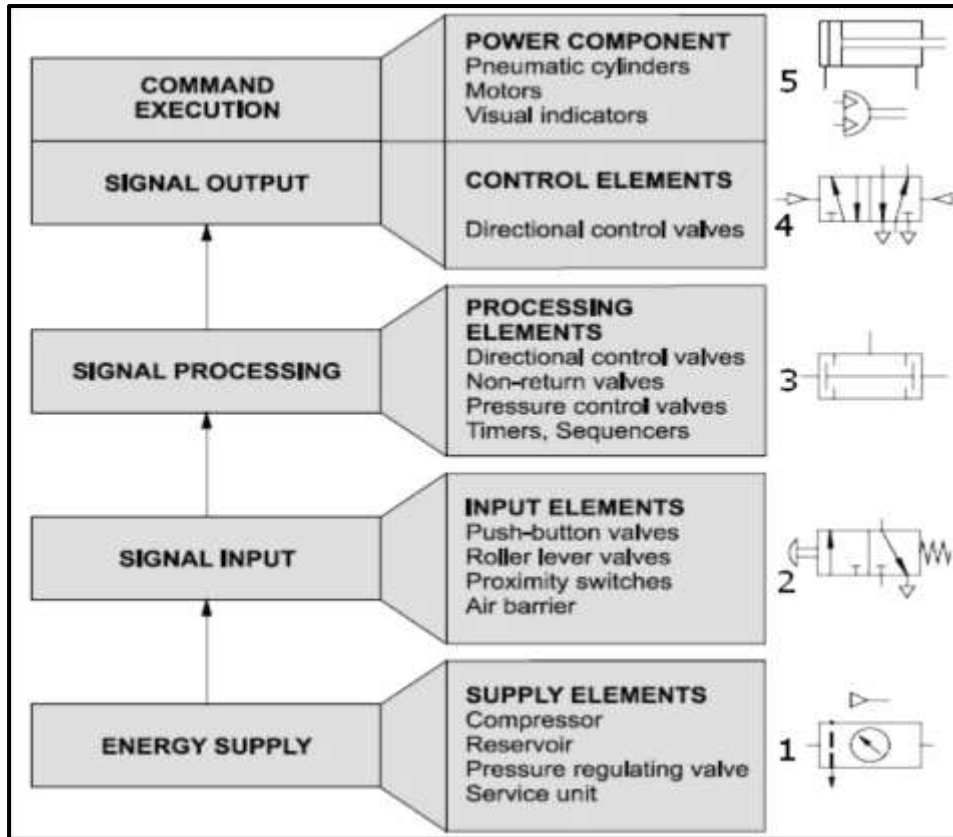 COMMAND
EXECUTION
POWER COMPONENT
Pneumatic cylinders
Motors
Visual indicators
5
SIGNAL OUTPUT
CONTROL ELEMENTS
Directional control valves
4
SIGNAL PROCESSING
PROCESSING
ELEMENTS
Directional control valves
Non-return valves
Pressure control valves
Timers, Sequencers
3
SIGNAL INPUT
INPUT ELEMENTS
Push-button valves
Roller lever valves
Proximity switches
Air barrier
2
ENERGY SUPPLY
SUPPLY ELEMENTS
Compressor
Reservoir
Pressure regulating valve
Service unit
1